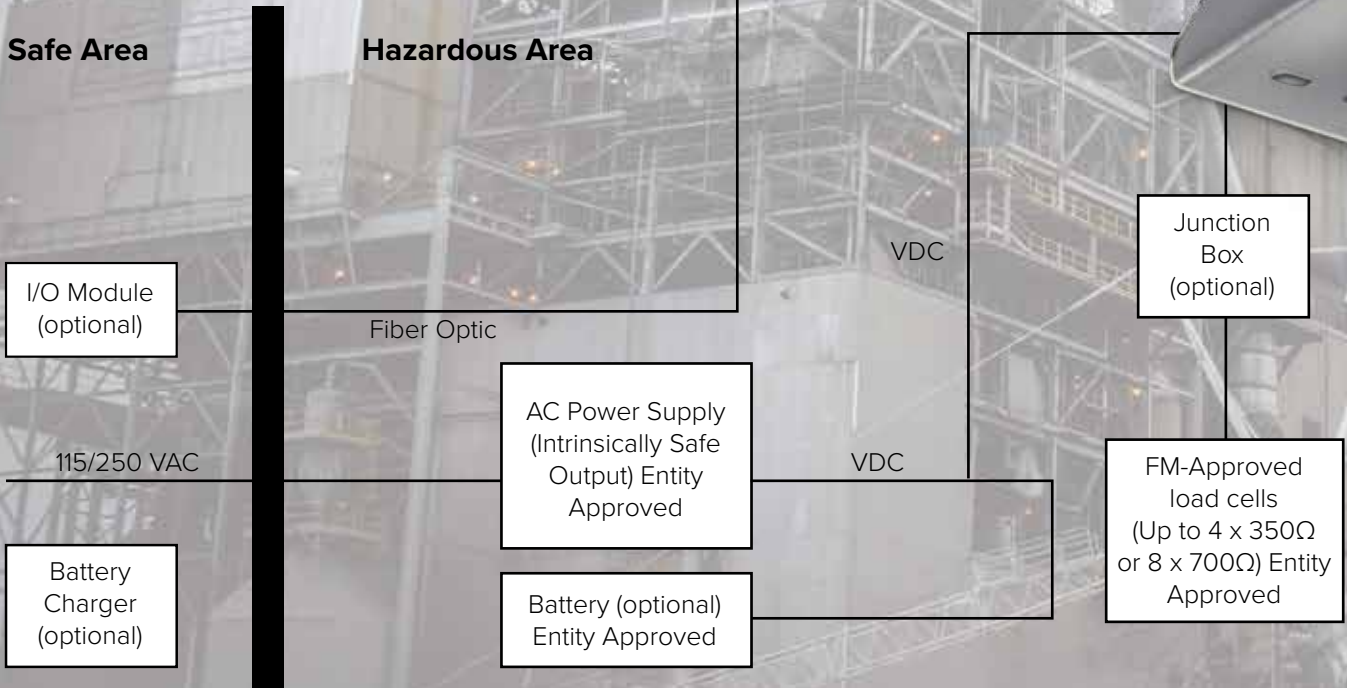 Safe Area
Hazardous Area
VDC
Junction
Box
(optional)
I/O Module
(optional)
Fiber Optic
AC Power Supply
(Intrinsically Safe
Output) Entity
Approved
115/250 VAC
VDC
FM-Approved
load cells
(Up to 4 x 350Ω
or 8 x 700Ω) Entity
Approved
Battery
Charger
(optional)
Battery (optional)
Entity Approved